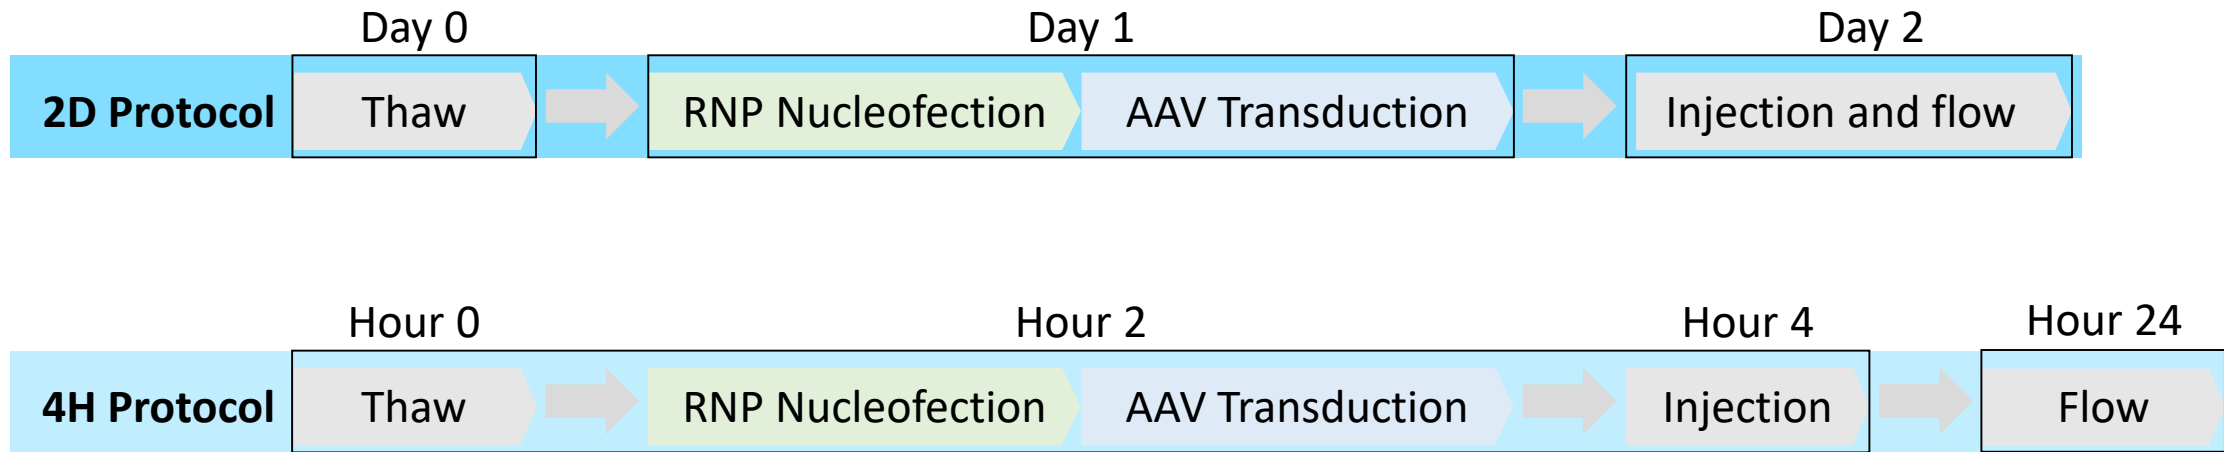 Day 0 Day 1 Day 2
2D Protocol Thaw RNP Nucleofection AAV Transduction Injection and flow
Hour 0 Hour 2 Hour 4 Hour 24
4H Protocol Thaw RNP Nucleofection AAV Transduction Injection Flow